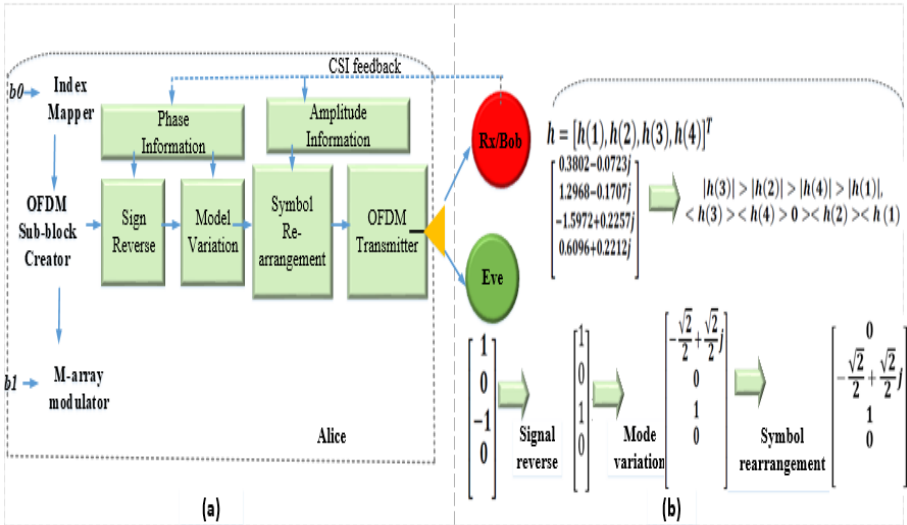 CSI feedback
b0
Index
Mapper
Phase
Information
Amplitude
Information
OFDM
Sub-block
Creator
Sign
Reverse
Model
Variation
Symbol
Re-
arrangement
OFDM
Transmitter
b1
M-array
modulator
Alice
(a)
Rx/Bob
Eve
h = [h(1), h(2), h(3), h(4)]^T
0.3802−0.0723j
1.2968−0.1707j
−1.5972+0.2257j
0.6096+0.2212j
|h(3)| > |h(2)| > |h(4)| > |h(1)|,
< h(3) > < h(4) > 0 > < h(2) > < h (1)
1
0
−1
0
Signal
reverse
1
0
1
0
Mode
variation
−√2/2 + √2/2 j
0
1
0
Symbol
rearrangement
0
−√2/2 + √2/2 j
1
0
(b)